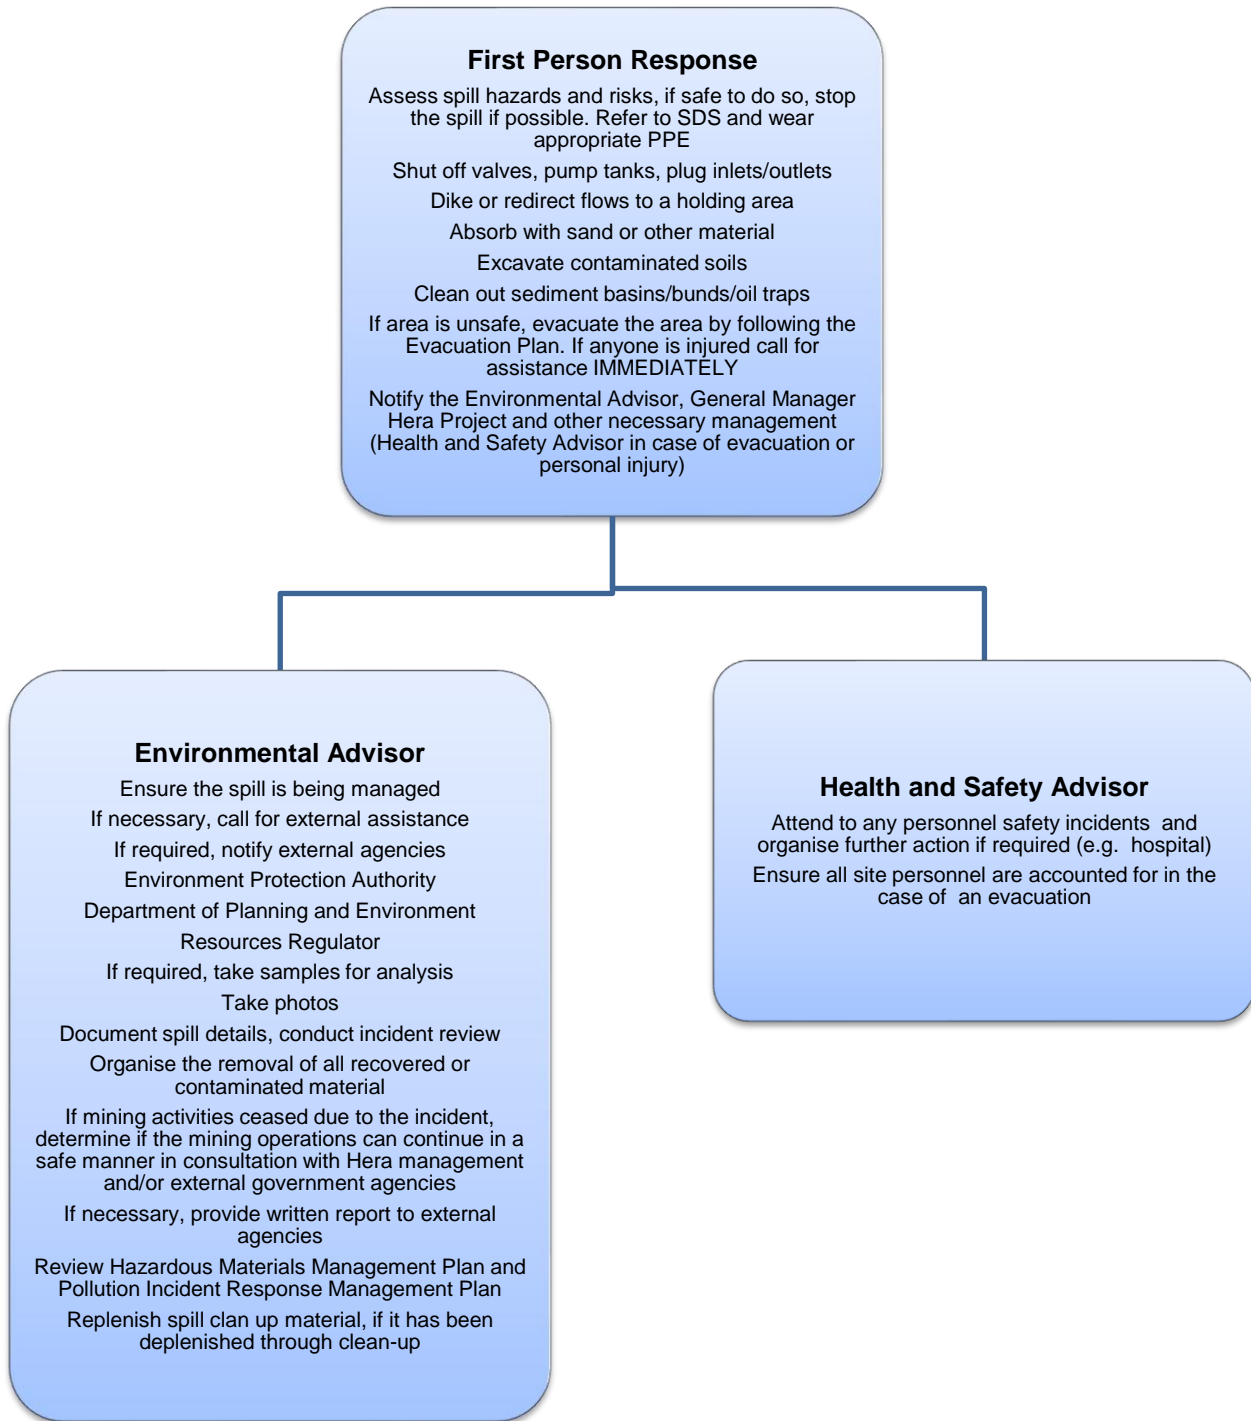 First Person Response
Assess spill hazards and risks, if safe to do so, stop
the spill if possible. Refer to SDS and wear
appropriate PPE
Shut off valves, pump tanks, plug inlets/outlets
Dike or redirect flows to a holding area
Absorb with sand or other material
Excavate contaminated soils
Clean out sediment basins/bunds/oil traps
If area is unsafe, evacuate the area by following the
Evacuation Plan. If anyone is injured call for
assistance IMMEDIATELY
Notify the Environmental Advisor, General Manager
Hera Project and other necessary management
(Health and Safety Advisor in case of evacuation or
personal injury)
Environmental Advisor
Ensure the spill is being managed
If necessary, call for external assistance
If required, notify external agencies
Environment Protection Authority
Department of Planning and Environment
Resources Regulator
If required, take samples for analysis
Take photos
Document spill details, conduct incident review
Organise the removal of all recovered or
contaminated material
If mining activities ceased due to the incident,
determine if the mining operations can continue in a
safe manner in consultation with Hera management
and/or external government agencies
If necessary, provide written report to external
agencies
Review Hazardous Materials Management Plan and
Pollution Incident Response Management Plan
Replenish spill clan up material, if it has been
deplenished through clean-up
Health and Safety Advisor
Attend to any personnel safety incidents  and
organise further action if required (e.g.  hospital)
Ensure all site personnel are accounted for in the
case of  an evacuation